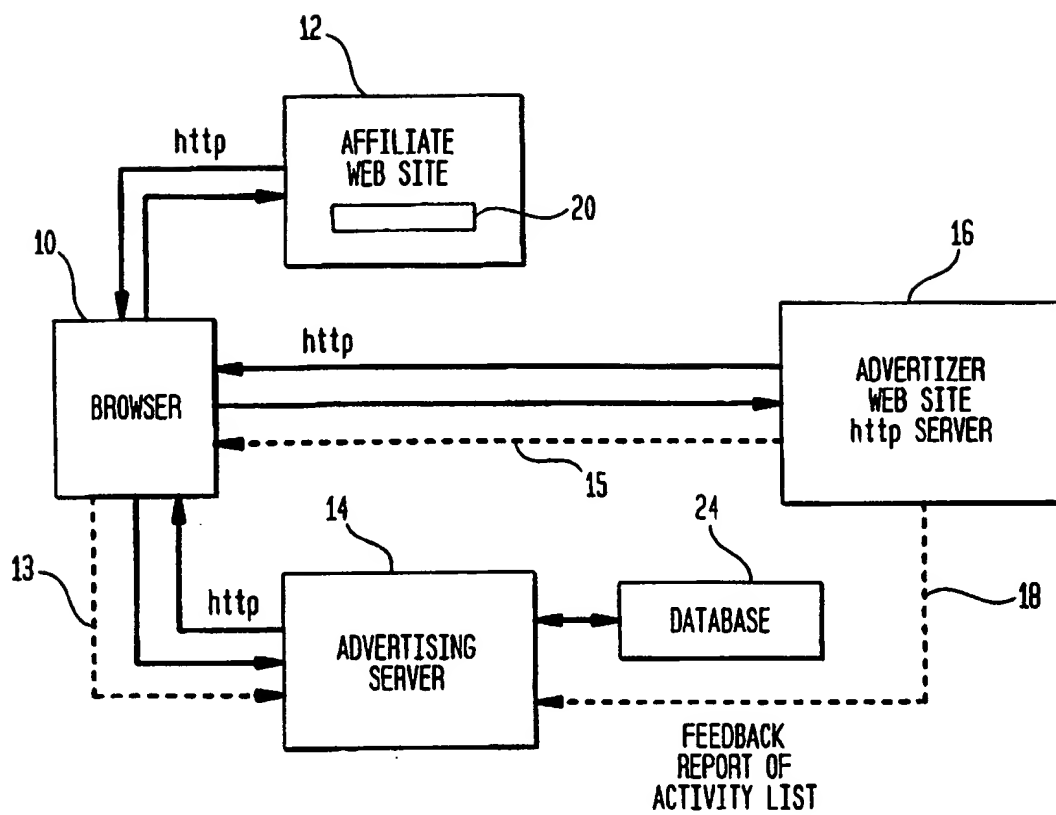 12
AFFILIATE
WEB SITE
http
20
10
16
http
BROWSER
ADVERTIZER
WEB SITE
http SERVER
15
14
24
13
http
DATABASE
18
ADVERTISING
SERVER
FEEDBACK
REPORT OF
ACTIVITY LIST